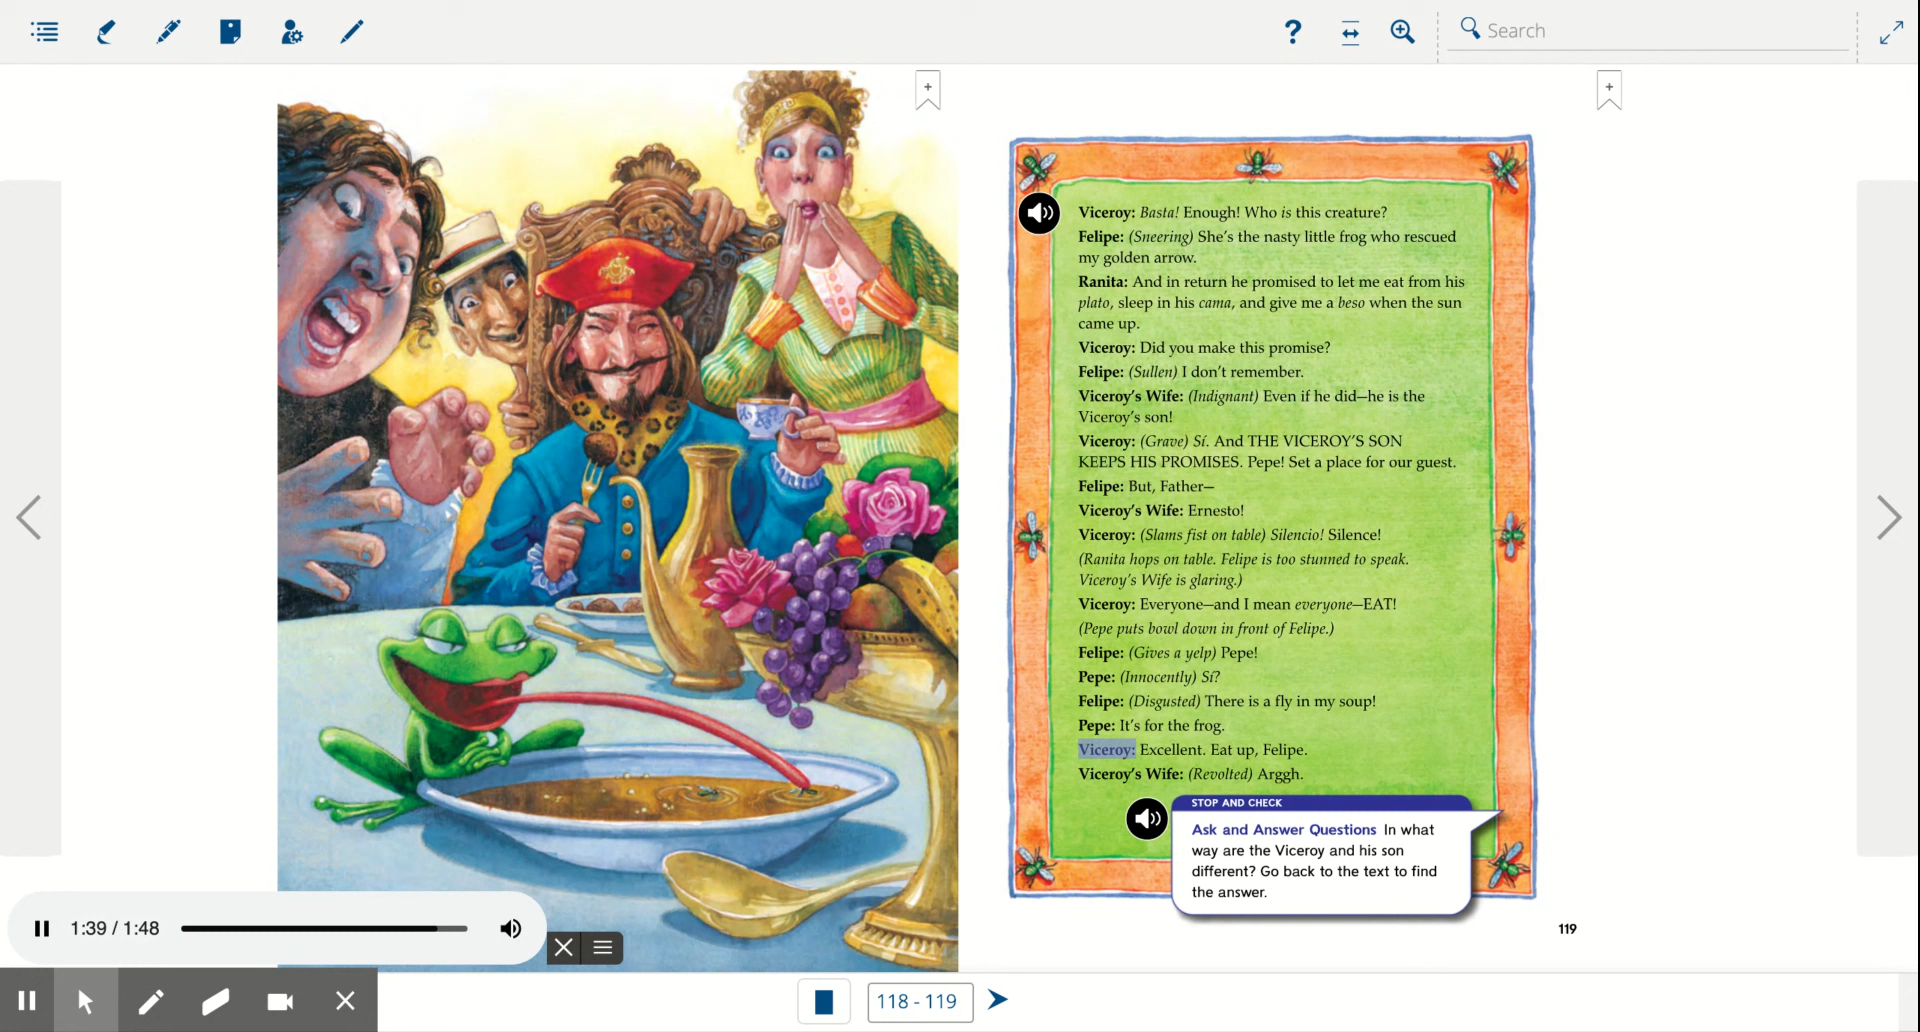 Search
Viceroy: Basta! Enough! Who is this creature?
Felipe: (Sneering) She's the nasty little frog who rescued
my golden arrow.
Ranita: And in return he promised to let me eat from his
plato, sleep in his cama, and give me a beso when the sun
came up.
Viceroy: Did you make this promise?
Felipe: (Sullen) I don't remember.
Viceroy's Wife: (Indignant) Even if he did—he is the
Viceroy's son!
Viceroy: (Grave) Sí. And THE VICEROY'S SON
KEEPS HIS PROMISES. Pepe! Set a place for our guest.
Felipe: But, Father—
Viceroy's Wife: Ernesto!
Viceroy: (Slams fist on table) Silencio! Silence!
(Ranita hops on table. Felipe is too stunned to speak.
Viceroy's Wife is glaring.)
Viceroy: Everyone—and I mean everyone—EAT!
(Pepe puts bowl down in front of Felipe.)
Felipe: (Gives a yelp) Pepe!
Pepe: (Innocently) Sí?
Felipe: (Disgusted) There is a fly in my soup!
Pepe: It's for the frog.
Viceroy: Excellent. Eat up, Felipe.
Viceroy's Wife: (Revolted) Arggh.
STOP AND CHECK
Ask and Answer Questions In what
way are the Viceroy and his son
different? Go back to the text to find
the answer.
119
1:39 / 1:48
118 - 119